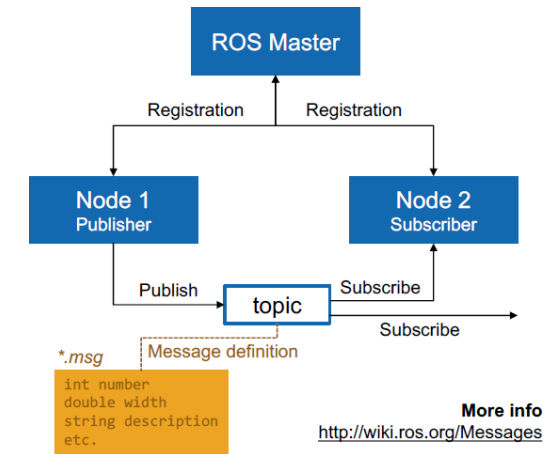 ROS Master
Registration
Registration
Node 1
Publisher
Node 2
Subscriber
Publish
topic
Subscribe
Subscribe
*.msg
Message definition
int number
double width
string description
etc.
More info
http://wiki.ros.org/Messages